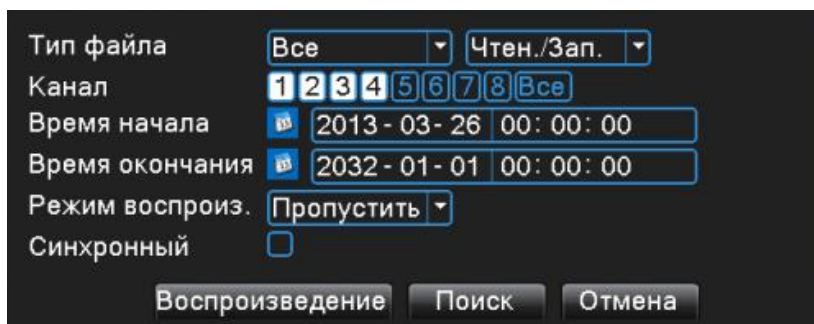 Тип файла Все Чтен./Зап.
Канал 1 2 3 4 5 6 7 8 Все
Время начала 2013-03-26 00:00:00
Время окончания 2032-01-01 00:00:00
Режим воспроиз. Пропустить
Синхронный
Воспроизведение Поиск Отмена